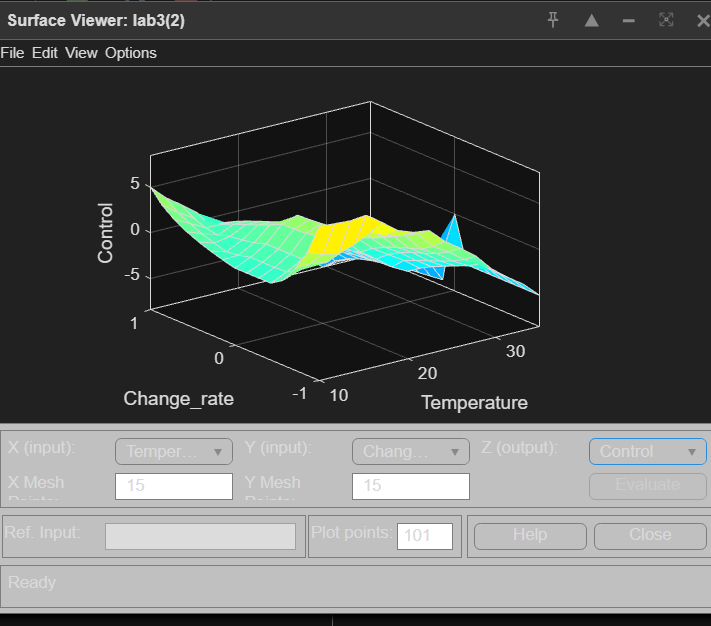 Surface Viewer: lab3(2)
File Edit View Options
5
0
-5
Control
1
0
-1
Change_rate
10
20
30
Temperature
X (input): Temper... Y (input): Chang... Z (output): Control
X Mesh 15 Y Mesh 15 Evaluate
Ref. Input: Plot points: 101 Help Close
Ready